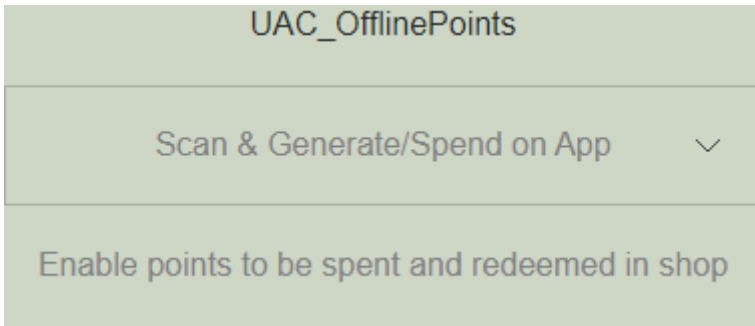 UAC_OfflinePoints
Scan & Generate/Spend on App
Enable points to be spent and redeemed in shop